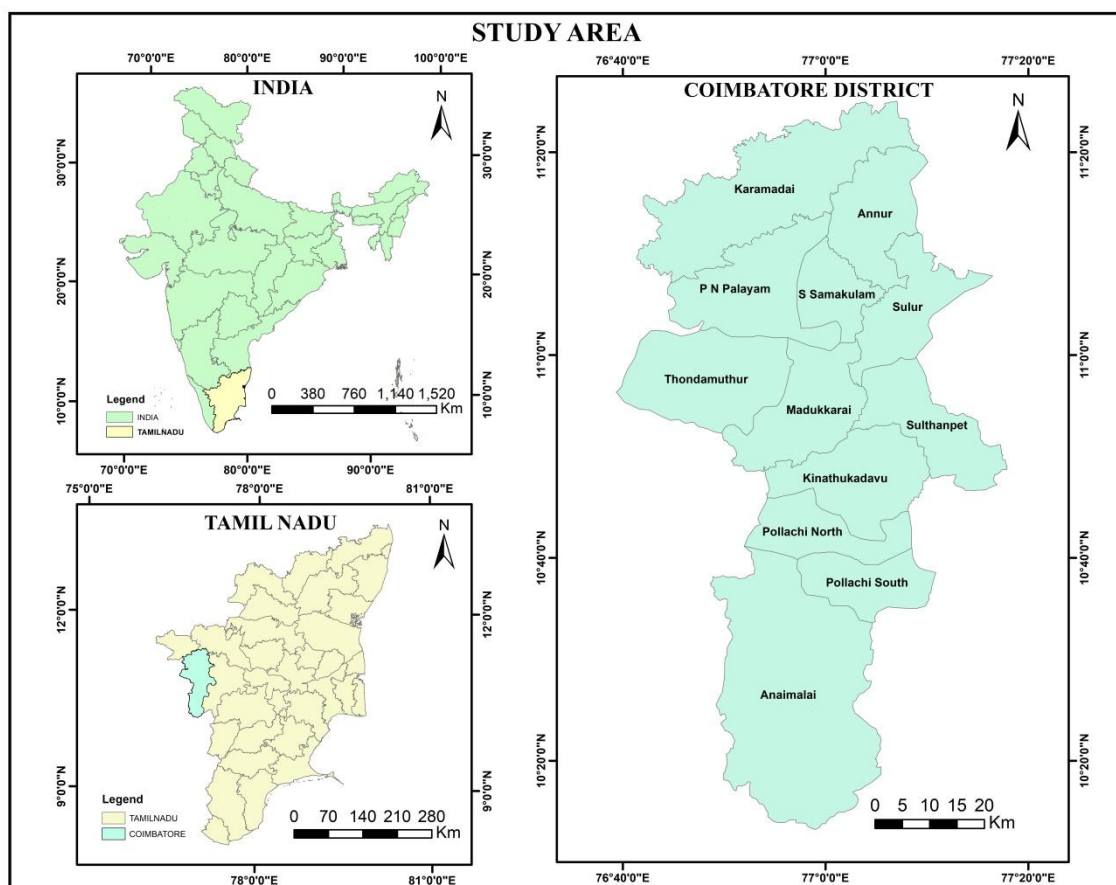 STUDY AREA
70°0'0"E 80°0'0"E 90°0'0"E 100°0'0"E
INDIA
N
30°0'0"N 30°0'0"N
20°0'0"N 20°0'0"N
10°0'0"N 10°0'0"N
Legend
INDIA
TAMILNADU
0 380 760 1,140 1,520
Km
70°0'0"E 80°0'0"E 90°0'0"E
75°0'0"E 78°0'0"E 81°0'0"E
TAMIL NADU
N
12°0'0"N 12°0'0"N
9°0'0"N 9°0'0"N
Legend
TAMILNADU
COIMBATORE
0 70 140 210 280
Km
78°0'0"E 81°0'0"E
76°40'0"E 77°0'0"E 77°20'0"E
COIMBATORE DISTRICT
N
11°20'0"N 11°20'0"N
Karamadai
Annur
P N Palayam
S Samakulam
Sulur
11°0'0"N 11°0'0"N
Thondamuthur
Madukkarai
Sulthanpet
Kinathukadavu
Pollachi North
10°40'0"N 10°40'0"N
Pollachi South
Anaimalai
10°20'0"N 10°20'0"N
0 5 10 15 20
Km
76°40'0"E 77°0'0"E 77°20'0"E